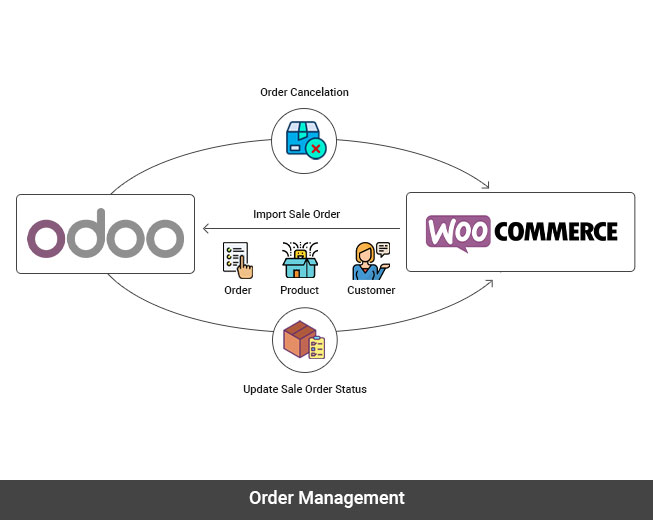 Order Cancelation
odoo
Import Sale Order
WOO COMMERCE
Order
Product
Customer
Update Sale Order Status
Order Management